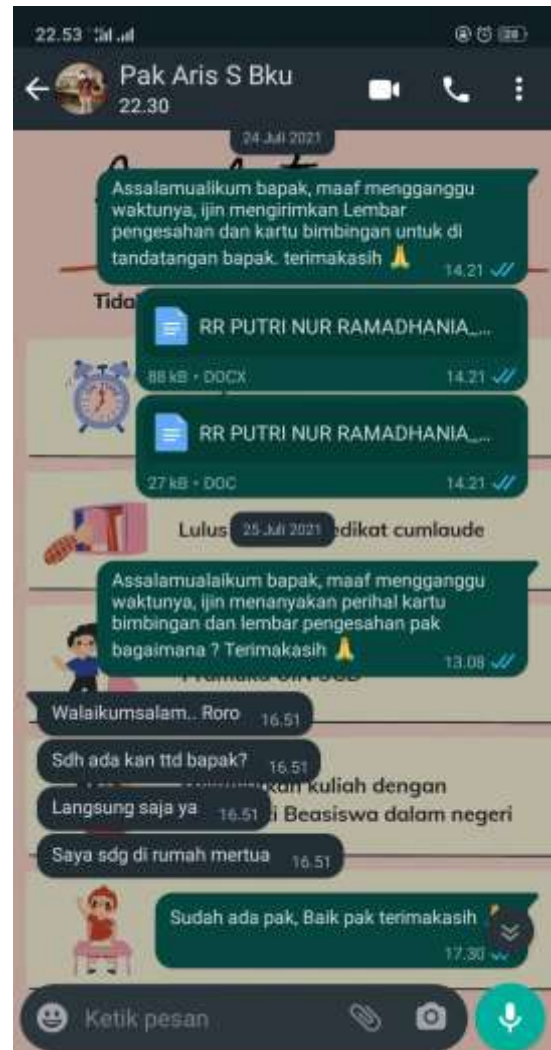 22.53
Pak Aris S Bku
22.30
24 Juli 2021
Assalamualikum bapak, maaf mengganggu
waktunya, ijin mengirimkan Lembar
pengesahan dan kartu bimbingan untuk di
tandatangan bapak. terimakasih 🙏
14.21
Tida
RR PUTRI NUR RAMADHANIA_...
88 kB • DOCX 14.21
RR PUTRI NUR RAMADHANIA_...
27 kB • DOC 14.21
Lulus 25 Juli 2021 edikat cumlaude
Assalamualaikum bapak, maaf mengganggu
waktunya, ijin menanyakan perihal kartu
bimbingan dan lembar pengesahan pak
bagaimana ? Terimakasih 🙏
13.08
Walaikumsalam.. Roro 16.51
Sdh ada kan ttd bapak? 16.51
kuliah dengan
Langsung saja ya 16.51 i Beasiswa dalam negeri
Saya sdg di rumah mertua 16.51
Sudah ada pak, Baik pak terimakasih
17.30
Ketik pesan